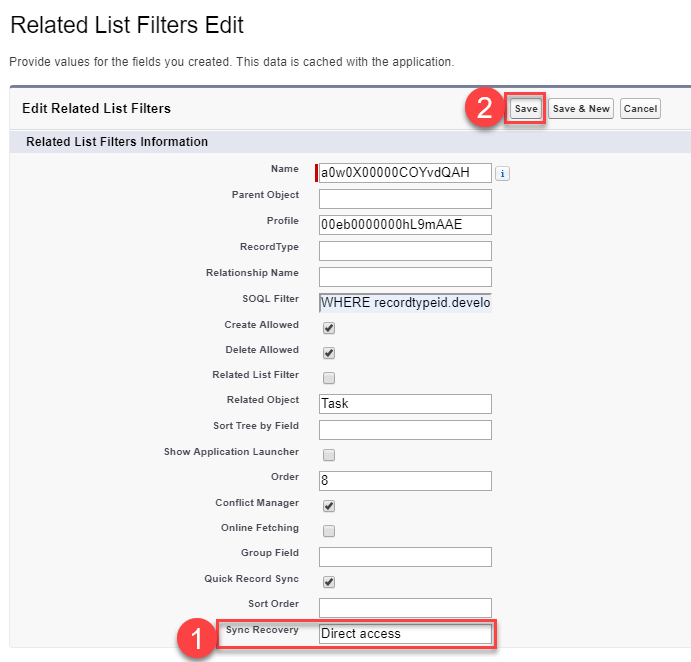 Related List Filters Edit
Provide values for the fields you created. This data is cached with the application.
Edit Related List Filters
2
Save
Save & New
Cancel
Related List Filters Information
Name a0w0X00000COYvdQAH i
Parent Object
Profile 00eb0000000hL9mAAE
RecordType
Relationship Name
SOQL Filter WHERE recordtypeid.develo
Create Allowed
Delete Allowed
Related List Filter
Related Object Task
Sort Tree by Field
Show Application Launcher
Order 8
Conflict Manager
Online Fetching
Group Field
Quick Record Sync
Sort Order
1 Sync Recovery Direct access